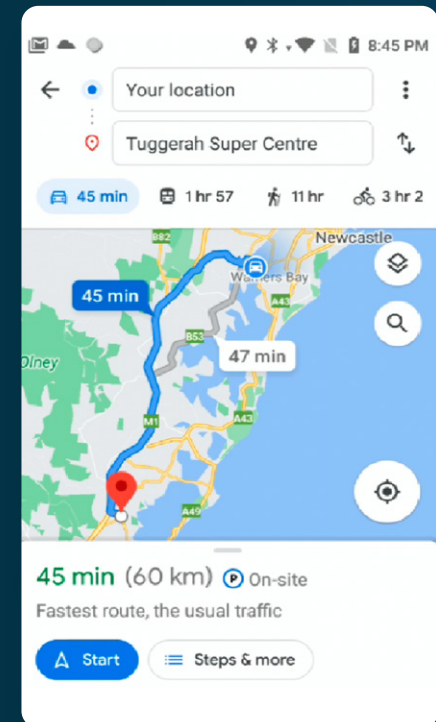 8:45 PM
Your location
Tuggerah Super Centre
45 min
1 hr 57
11 hr
3 hr 2
B82
Newcastle
Warners Bay
45 min
A43
B53
47 min
Olney
M1
A43
A49
45 min (60 km) P On-site
Fastest route, the usual traffic
Start
Steps & more